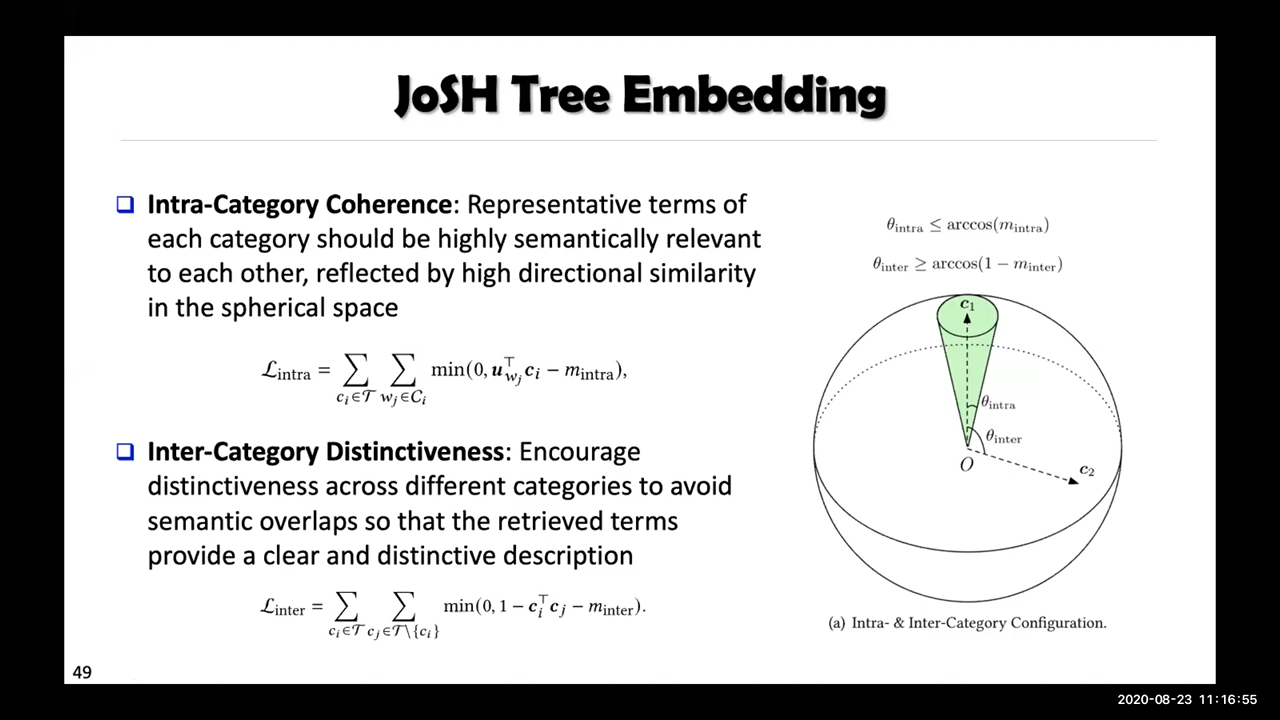 JoSH Tree Embedding
❑ Intra-Category Coherence: Representative terms of
each category should be highly semantically relevant
to each other, reflected by high directional similarity
in the spherical space
ℒ_intra = ∑_{c_i∈𝒯} ∑_{w_j∈C_i} min(0, u_{w_j}^⊤ c_i − m_intra),
❑ Inter-Category Distinctiveness: Encourage
distinctiveness across different categories to avoid
semantic overlaps so that the retrieved terms
provide a clear and distinctive description
ℒ_inter = ∑_{c_i∈𝒯} ∑_{c_j∈𝒯\{c_i}} min(0, 1 − c_i^⊤ c_j − m_inter).
θ_intra ≤ arccos(m_intra)
θ_inter ≥ arccos(1 − m_inter)
c_1
θ_intra
θ_inter
O
c_2
(a) Intra- & Inter-Category Configuration.
49
2020-08-23 11:16:55